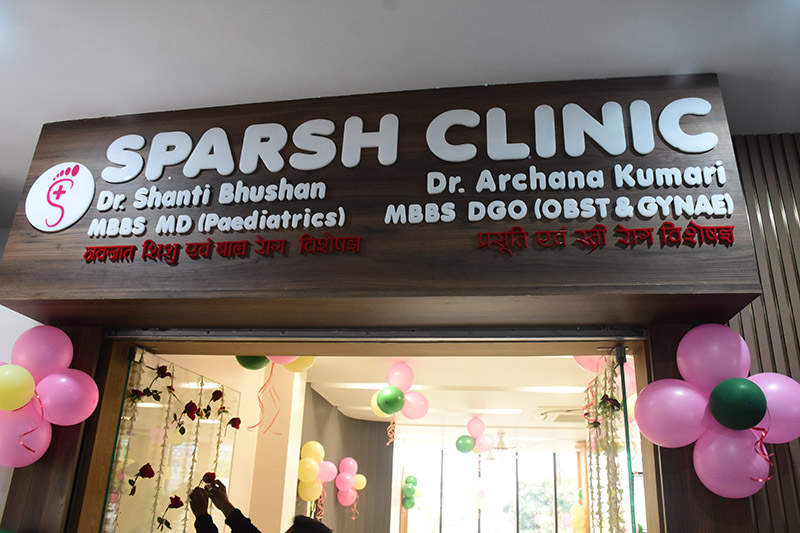 SPARSH CLINIC
Dr. Shanti Bhushan
MBBS MD (Paediatrics)
नवजात शिशु एवं बाल रोग विशेषज्ञ
Dr. Archana Kumari
MBBS DGO (OBST & GYNAE)
प्रसूति एवं स्त्री रोग विशेषज्ञ